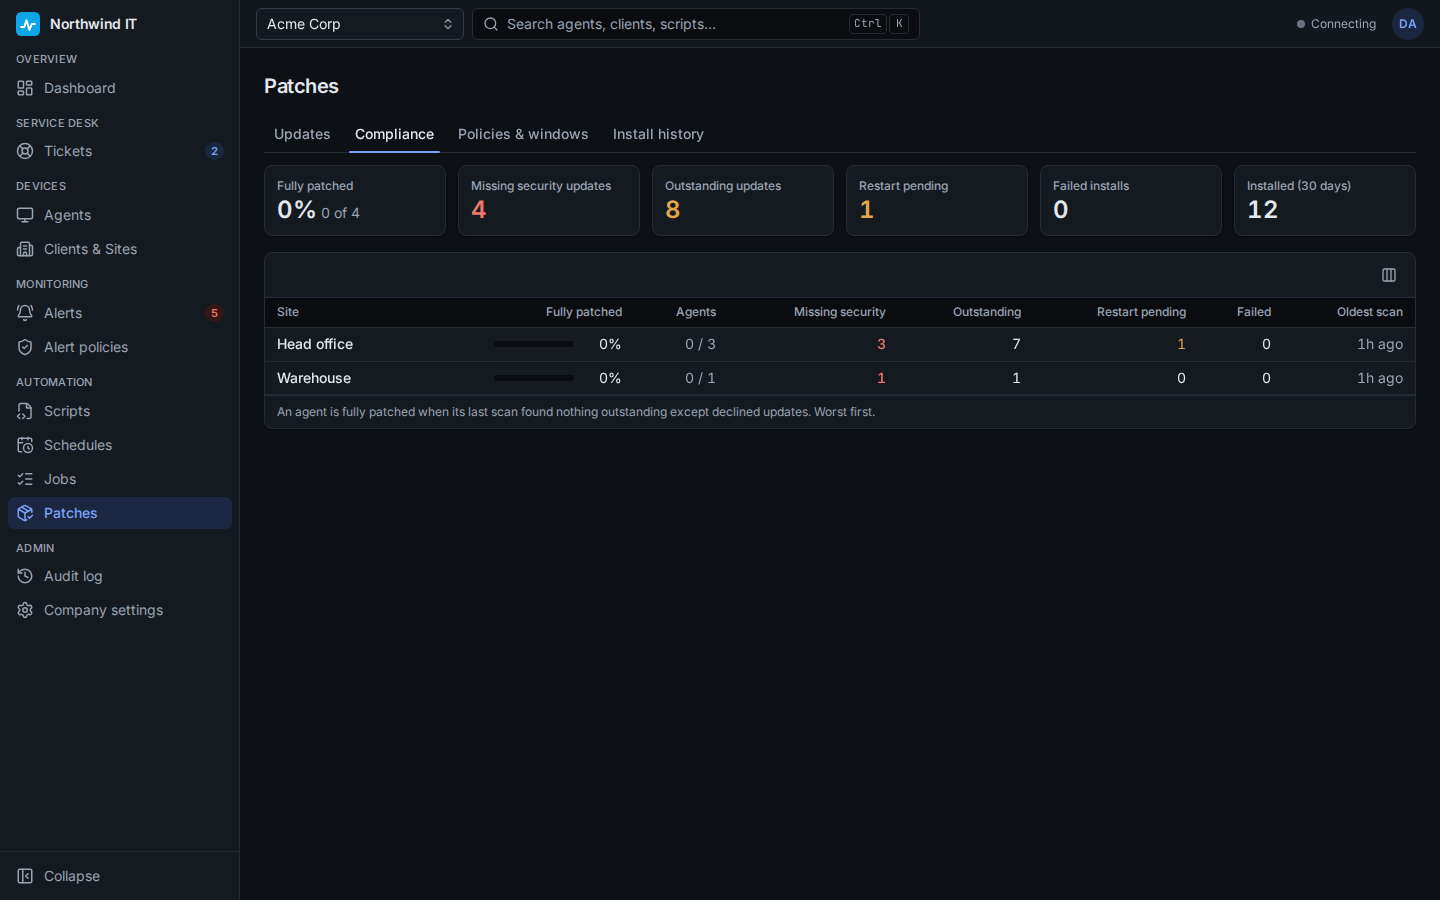 Northwind IT
Acme Corp
Search agents, clients, scripts...
Ctrl K
Connecting
DA
OVERVIEW
Dashboard
SERVICE DESK
Tickets 2
DEVICES
Agents
Clients & Sites
MONITORING
Alerts 5
Alert policies
AUTOMATION
Scripts
Schedules
Jobs
Patches
ADMIN
Audit log
Company settings
Collapse
Patches
Updates Compliance Policies & windows Install history
Fully patched
0% 0 of 4
Missing security updates
4
Outstanding updates
8
Restart pending
1
Failed installs
0
Installed (30 days)
12
Site Fully patched Agents Missing security Outstanding Restart pending Failed Oldest scan
Head office 0% 0 / 3 3 7 1 0 1h ago
Warehouse 0% 0 / 1 1 1 0 0 1h ago
An agent is fully patched when its last scan found nothing outstanding except declined updates. Worst first.